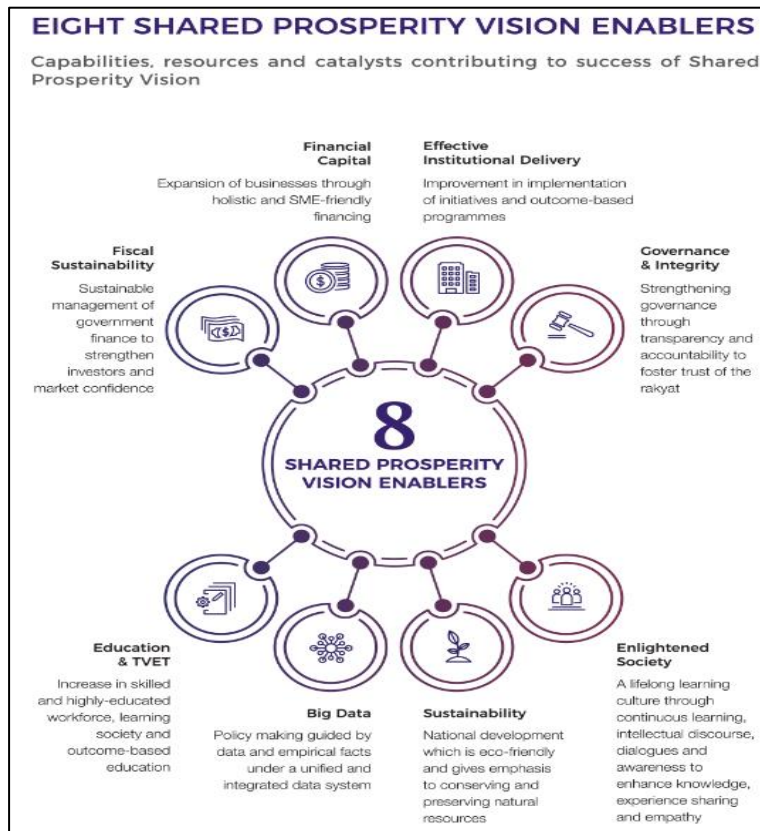 EIGHT SHARED PROSPERITY VISION ENABLERS
Capabilities, resources and catalysts contributing to success of Shared
Prosperity Vision
Financial
Capital
Expansion of businesses through
holistic and SME-friendly
financing
Effective
Institutional Delivery
Improvement in implementation
of initiatives and outcome-based
programmes
Fiscal
Sustainability
Sustainable
management of
government
finance to
strengthen
investors and
market confidence
Governance
& Integrity
Strengthening
governance
through
transparency and
accountability to
foster trust of the
rakyat
8
SHARED PROSPERITY
VISION ENABLERS
Education
& TVET
Increase in skilled
and highly-educated
workforce, learning
society and
outcome-based
education
Big Data
Policy making guided by
data and empirical facts
under a unified and
integrated data system
Sustainability
National development
which is eco-friendly
and gives emphasis
to conserving and
preserving natural
resources
Enlightened
Society
A lifelong learning
culture through
continuous learning,
intellectual discourse,
dialogues and
awareness to
enhance knowledge,
experience sharing
and empathy